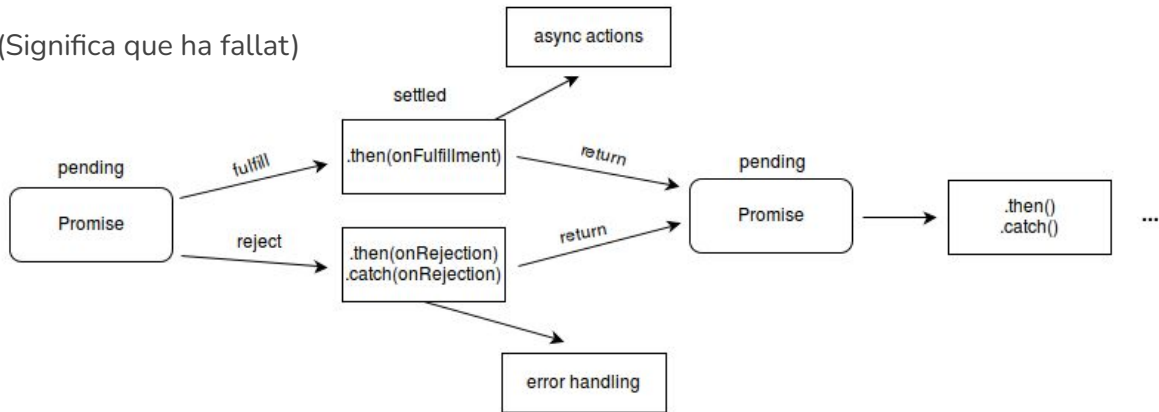 (Significa que ha fallat)
async actions
settled
.then(onFulfillment)
pending
fulfill
return
pending
Promise
Promise
.then()
.catch()
...
reject
.then(onRejection)
.catch(onRejection)
return
error handling